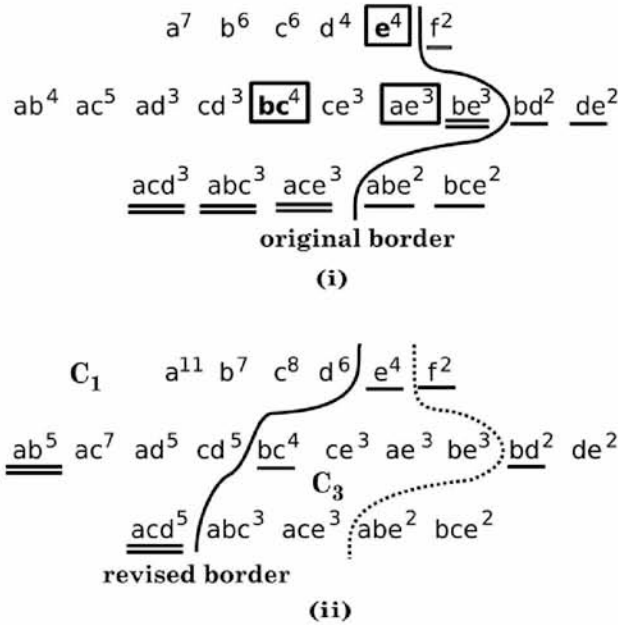 a⁷ b⁶ c⁶ d⁴ e⁴ f²
ab⁴ ac⁵ ad³ cd³ bc⁴ ce³ ae³ be³ bd² de²
acd³ abc³ ace³ abe² bce²
original border
(i)
C₁ a¹¹ b⁷ c⁸ d⁶ e⁴ f²
ab⁵ ac⁷ ad⁵ cd⁵ bc⁴ ce³ ae³ be³ bd² de²
C₃
acd⁵ abc³ ace³ abe² bce²
revised border
(ii)